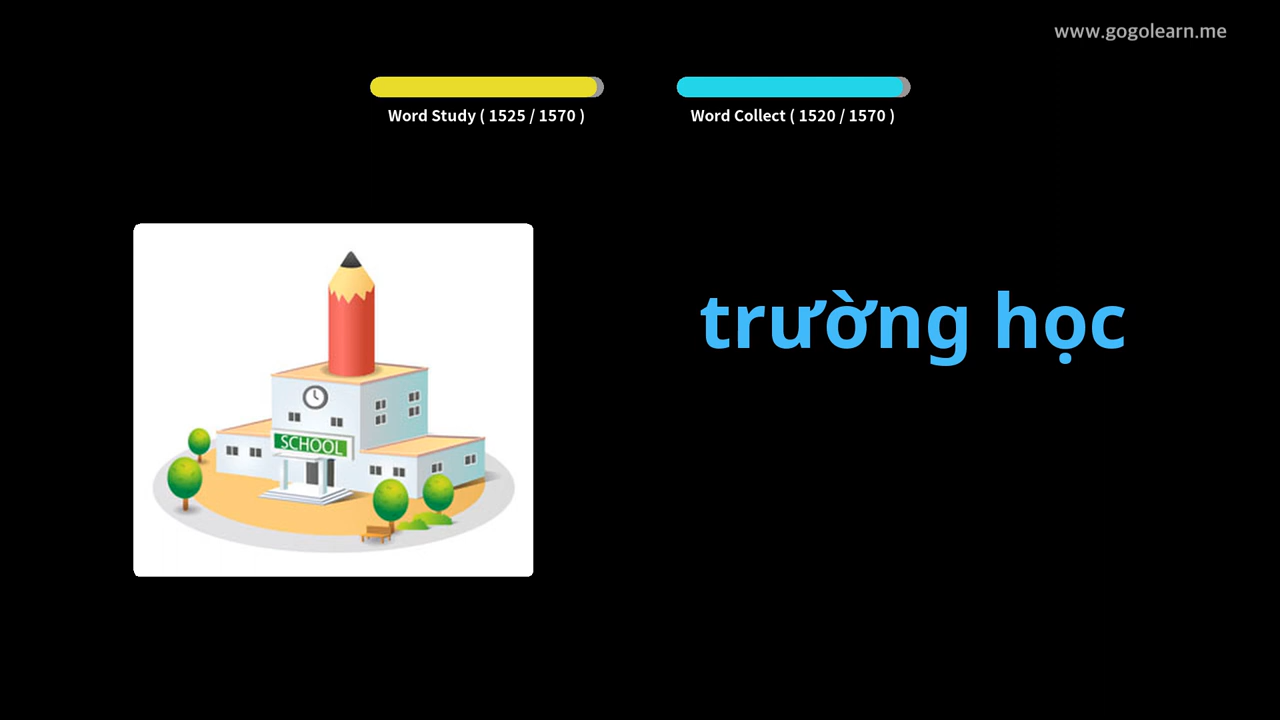 www.gogolearn.me
Word Study ( 1525 / 1570 )
Word Collect ( 1520 / 1570 )
trường học
SCHOOL